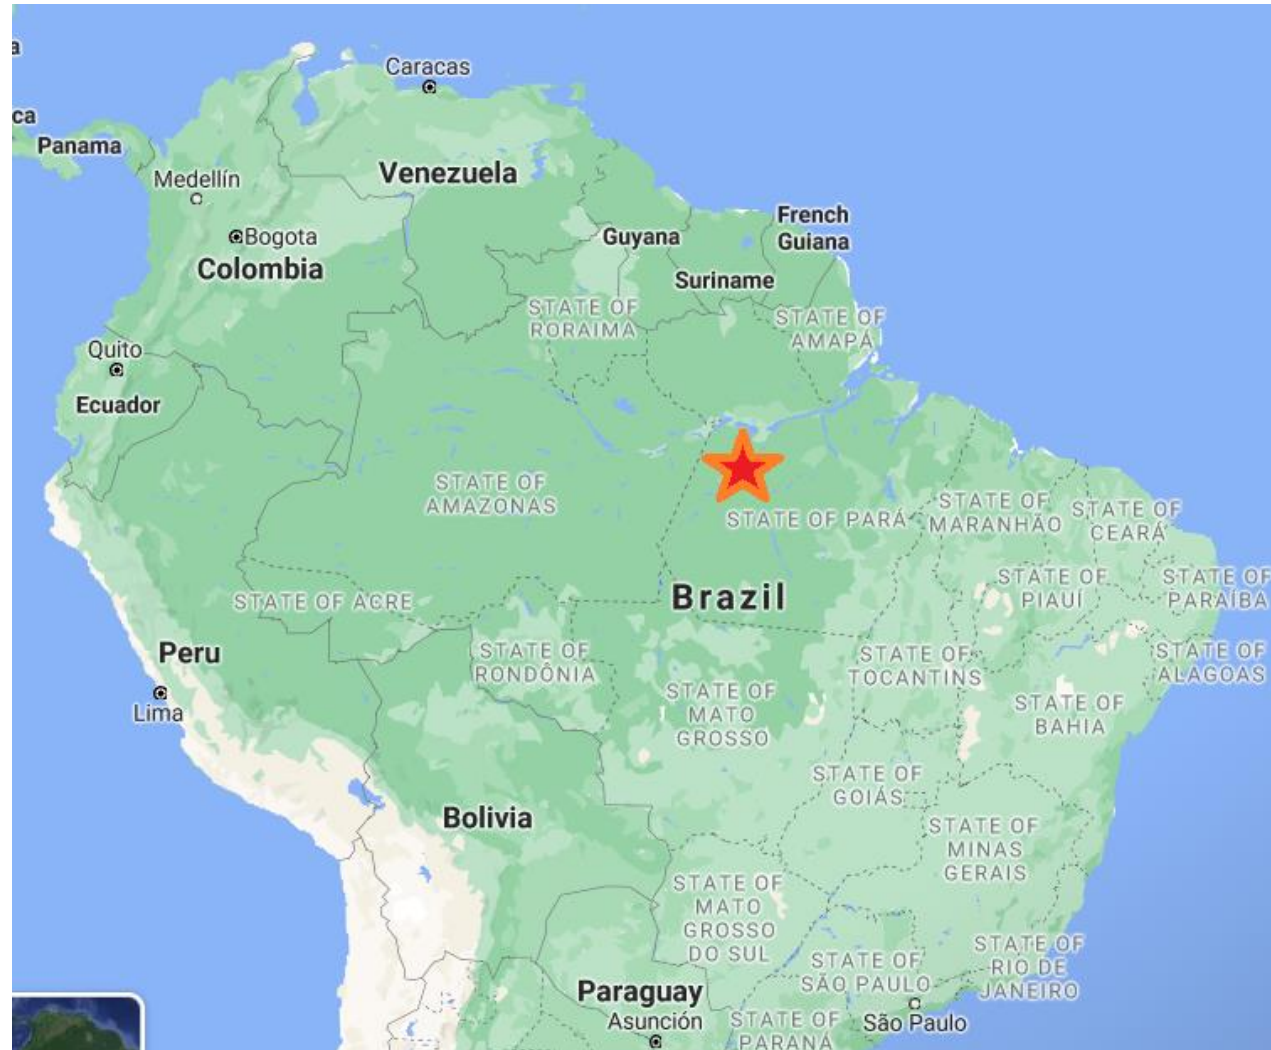 a
Caracas
ca
Panama
Venezuela
Medellín
French
Guiana
Bogota
Guyana
Colombia
Suriname
STATE OF
RORAIMA
STATE OF
AMAPÁ
Quito
Ecuador
STATE OF
AMAZONAS
STATE OF PARÁ
STATE OF
MARANHÃO
STATE OF
CEARÁ
STATE OF
PIAUÍ
STATE OF
PARAÍBA
Brazil
STATE OF ACRE
Peru
STATE OF
RONDÔNIA
STATE OF
TOCANTINS
STATE OF
ALAGOAS
Lima
STATE OF
MATO
GROSSO
STATE OF
BAHIA
STATE OF
GOIÁS
Bolivia
STATE OF
MINAS
GERAIS
STATE OF
MATO
GROSSO
DO SUL
STATE OF
SÃO PAULO
STATE OF
RIO DE
JANEIRO
Paraguay
Asunción
STATE OF
PARANÁ
São Paulo